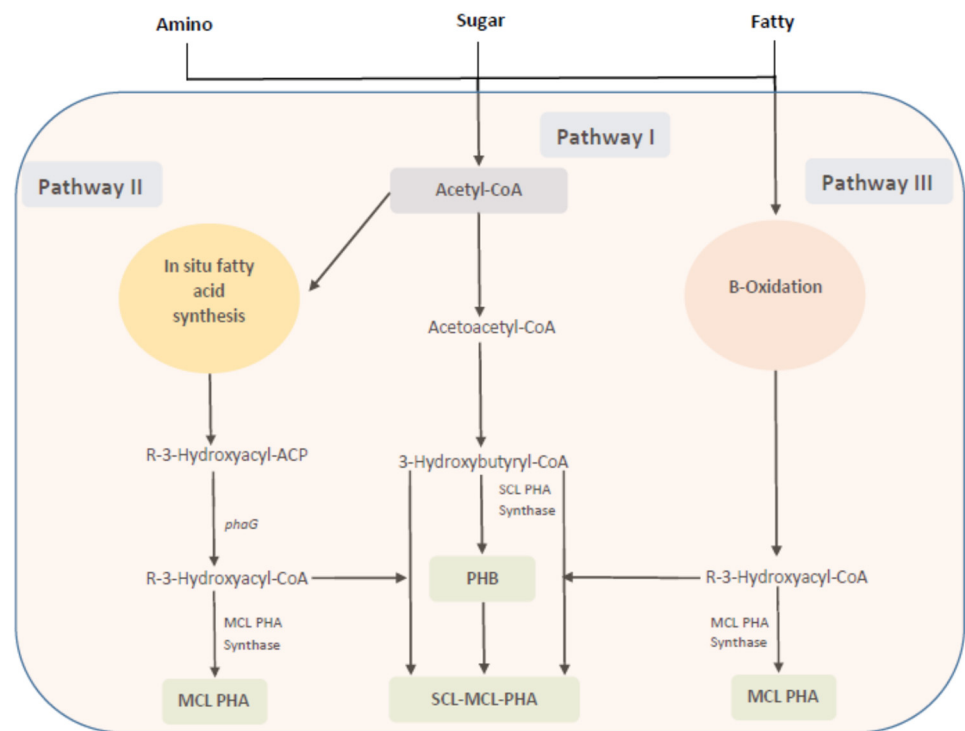 Amino
Sugar
Fatty
Pathway I
Pathway II
Acetyl-CoA
Pathway III
In situ fatty
acid
synthesis
B-Oxidation
Acetoacetyl-CoA
R-3-Hydroxyacyl-ACP
3-Hydroxybutyryl-CoA
SCL PHA
Synthase
phaG
R-3-Hydroxyacyl-CoA
PHB
R-3-Hydroxyacyl-CoA
MCL PHA
Synthase
MCL PHA
Synthase
MCL PHA
SCL-MCL-PHA
MCL PHA